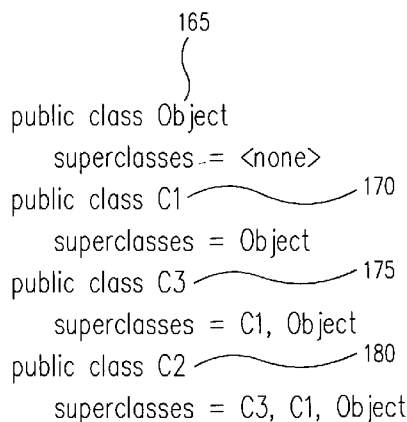 165
public class Object
superclasses = <none>
public class C1 170
superclasses = Object
public class C3 175
superclasses = C1, Object
public class C2 180
superclasses = C3, C1, Object